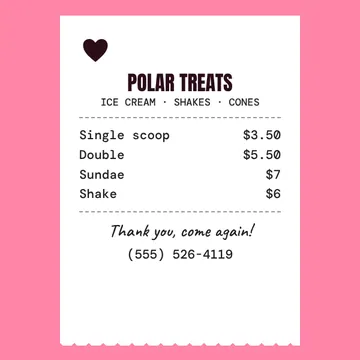 POLAR TREATS
ICE CREAM · SHAKES · CONES
Single scoop $3.50
Double $5.50
Sundae $7
Shake $6
Thank you, come again!
(555) 526-4119